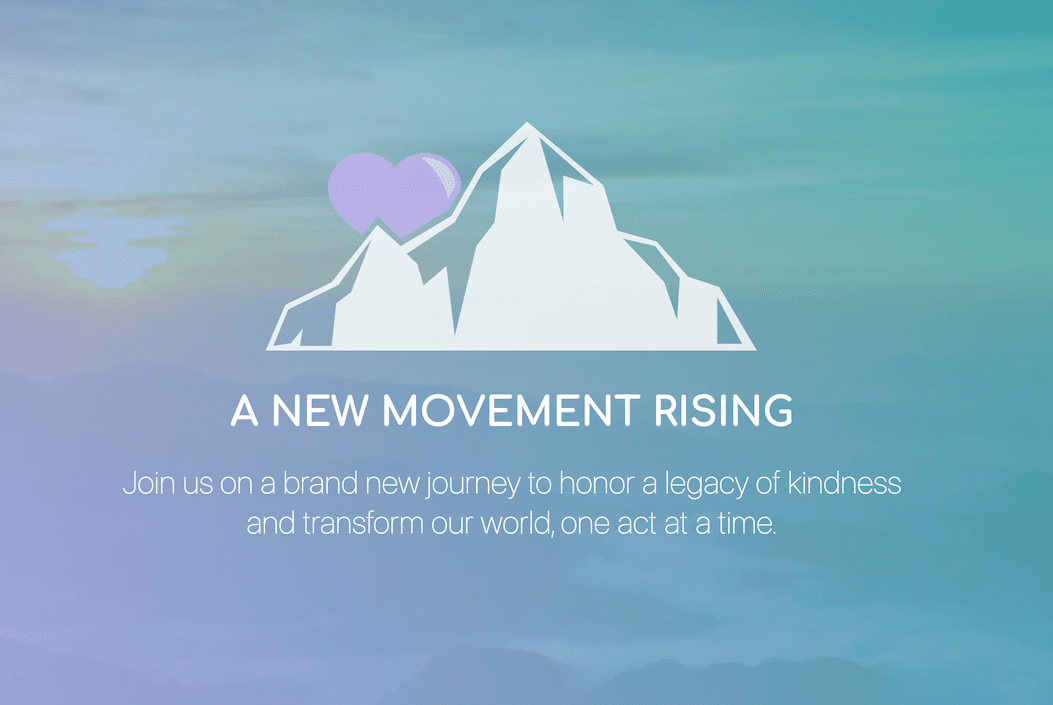 A NEW MOVEMENT RISING
Join us on a brand new journey to honor a legacy of kindness
and transform our world, one act at a time.